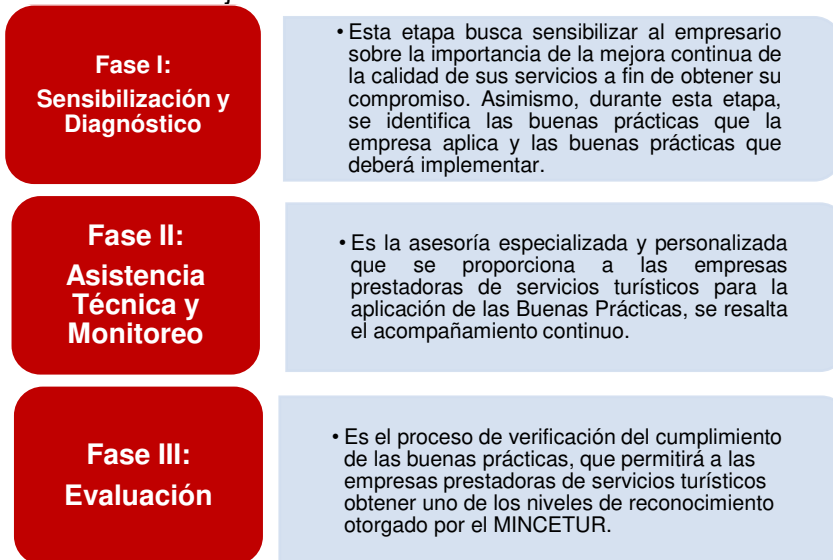 Fase I:
Sensibilización y
Diagnóstico
• Esta etapa busca sensibilizar al empresario
sobre la importancia de la mejora continua de
la calidad de sus servicios a fin de obtener su
compromiso. Asimismo, durante esta etapa,
se identifica las buenas prácticas que la
empresa aplica y las buenas prácticas que
deberá implementar.
Fase II:
Asistencia
Técnica y
Monitoreo
• Es la asesoría especializada y personalizada
que se proporciona a las empresas
prestadoras de servicios turísticos para la
aplicación de las Buenas Prácticas, se resalta
el acompañamiento continuo.
Fase III:
Evaluación
• Es el proceso de verificación del cumplimiento
de las buenas prácticas, que permitirá a las
empresas prestadoras de servicios turísticos
obtener uno de los niveles de reconocimiento
otorgado por el MINCETUR.